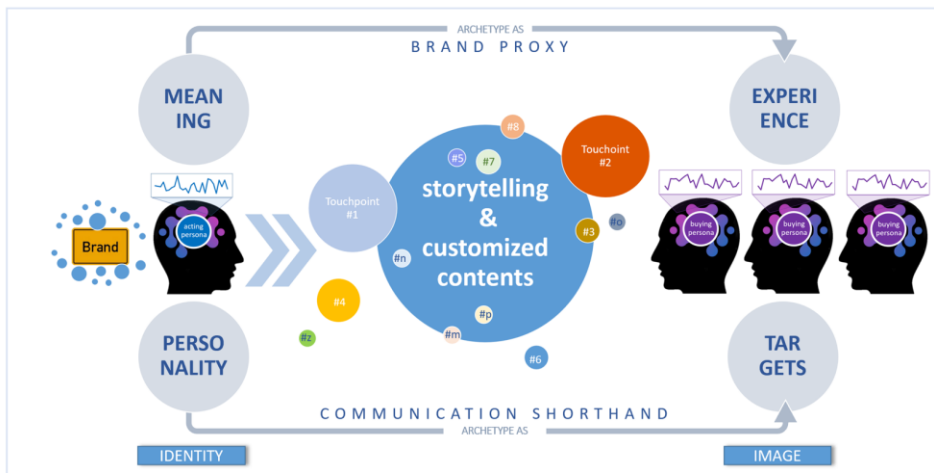 ARCHETYPE AS
BRAND PROXY
MEAN
ING
EXPERI
ENCE
#8
#5
#7
Touchoint
#2
storytelling
&
customized
contents
Touchpoint
#1
acting
persona
Brand
buying
persona
buying
persona
buying
persona
#o
#3
#n
#4
#p
#z
#m
#6
PERSO
NALITY
TAR
GETS
COMMUNICATION SHORTHAND
ARCHETYPE AS
IDENTITY
IMAGE